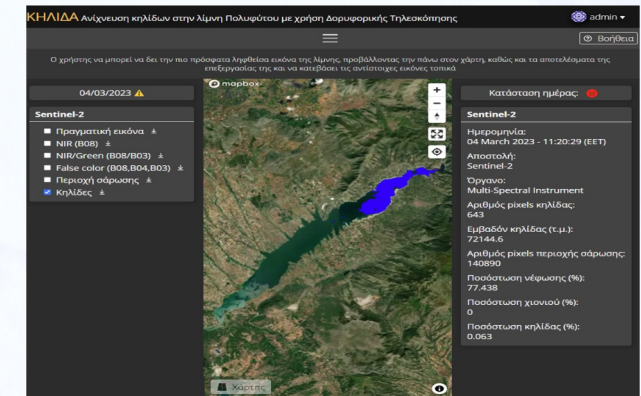 ΚΗΛΙΔΑ Ανίχνευση κηλίδων στην λίμνη Πολυφύτου με χρήση Δορυφορικής Τηλεσκόπησης
admin
Βοήθεια
Ο χρήστης να μπορεί να δει την πιο πρόσφατα ληφθείσα εικόνα της λίμνης, προβάλλοντας την πάνω στον χάρτη, καθώς και τα αποτελέσματα της
επεξεργασίας της και να κατεβάσει τις αντίστοιχες εικόνες τοπικά
04/03/2023
Sentinel-2
Πραγματική εικόνα
NIR (B08)
NIR/Green (B08/B03)
False color (B08,B04,B03)
Περιοχή σάρωσης
Κηλίδες
mapbox
Χάρτης
Κατάσταση ημέρας:
Sentinel-2
Ημερομηνία:
04 March 2023 - 11:20:29 (EET)
Αποστολή:
Sentinel-2
Όργανο:
Multi-Spectral Instrument
Αριθμός pixels κηλίδας:
643
Εμβαδόν κηλίδας (τ.μ.):
72144.6
Αριθμός pixels περιοχής σάρωσης:
140890
Ποσόστωση νέφωσης (%):
77.438
Ποσόστωση χιονιού (%):
0
Ποσόστωση κηλίδας (%):
0.063